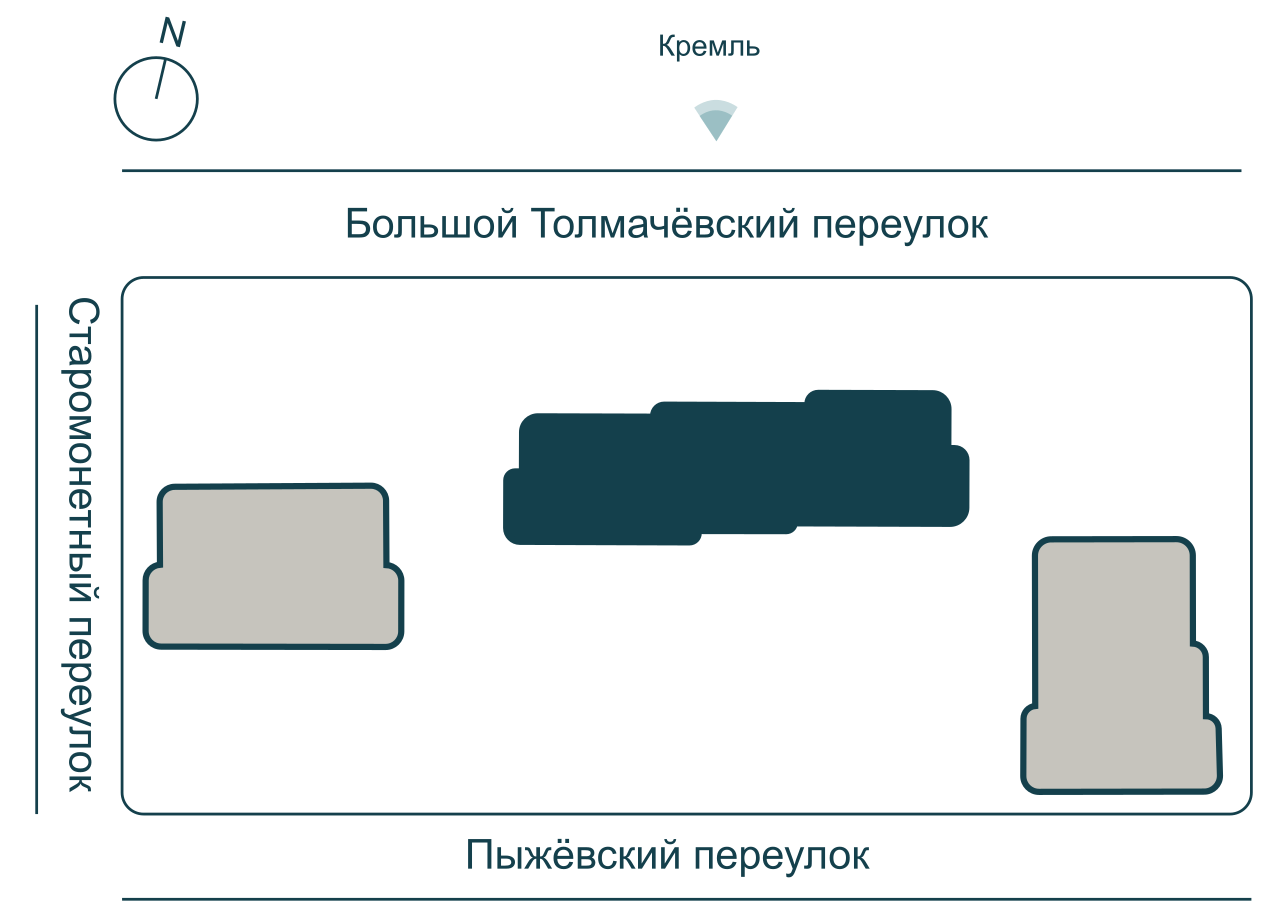 N
Кремль
Большой Толмачёвский переулок
Старомонетный переулок
Пыжёвский переулок